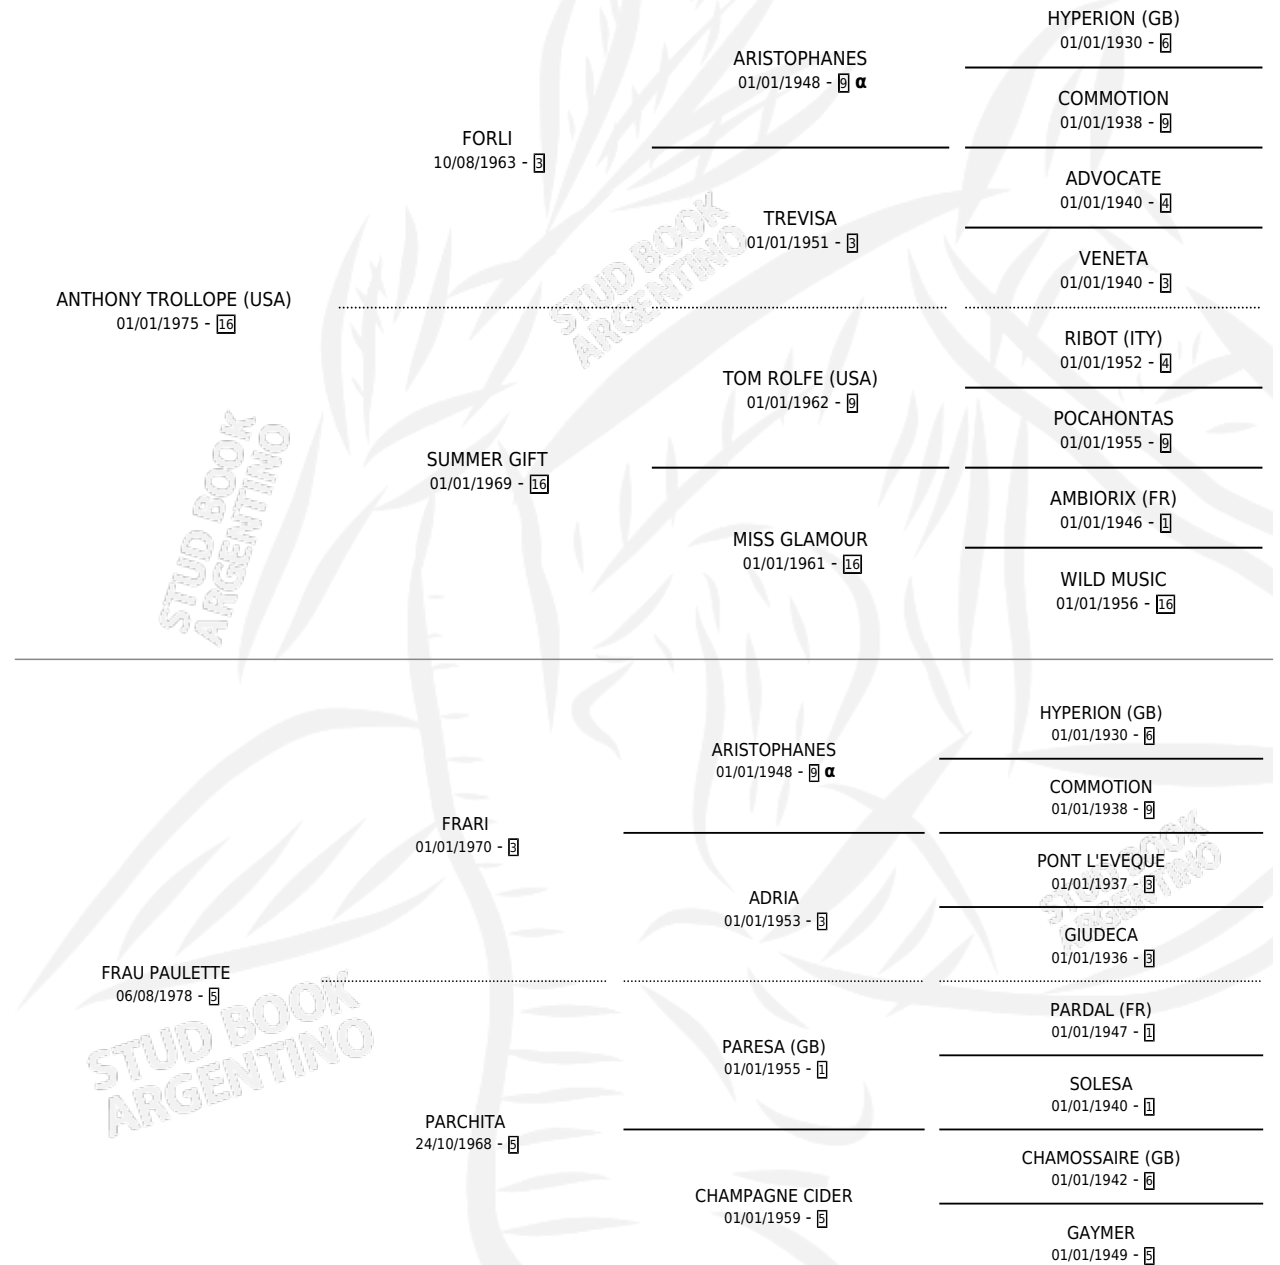 HYPERION (GB)
01/01/1930 - 6
ARISTOPHANES
01/01/1948 - 9 α
COMMOTION
01/01/1938 - 9
FORLI
10/08/1963 - 3
ADVOCATE
01/01/1940 - 4
TREVISA
01/01/1951 - 3
VENETA
01/01/1940 - 3
ANTHONY TROLLOPE (USA)
01/01/1975 - 16
STUD BOOK
ARGENTINO
RIBOT (ITY)
01/01/1952 - 4
TOM ROLFE (USA)
01/01/1962 - 9
POCAHONTAS
01/01/1955 - 9
SUMMER GIFT
01/01/1969 - 16
STUD BOOK
ARGENTINO
AMBIORIX (FR)
01/01/1946 - 1
MISS GLAMOUR
01/01/1961 - 16
WILD MUSIC
01/01/1956 - 16
HYPERION (GB)
01/01/1930 - 6
ARISTOPHANES
01/01/1948 - 9 α
COMMOTION
01/01/1938 - 9
FRARI
01/01/1970 - 3
PONT L'EVEQUE
01/01/1937 - 3
STUD BOOK
ARGENTINO
ADRIA
01/01/1953 - 3
GIUDECA
01/01/1936 - 3
FRAU PAULETTE
06/08/1978 - 5
STUD BOOK
ARGENTINO
PARDAL (FR)
01/01/1947 - 1
PARESA (GB)
01/01/1955 - 1
SOLESA
01/01/1940 - 1
PARCHITA
24/10/1968 - 5
CHAMOSSAIRE (GB)
01/01/1942 - 6
CHAMPAGNE CIDER
01/01/1959 - 5
GAYMER
01/01/1949 - 5